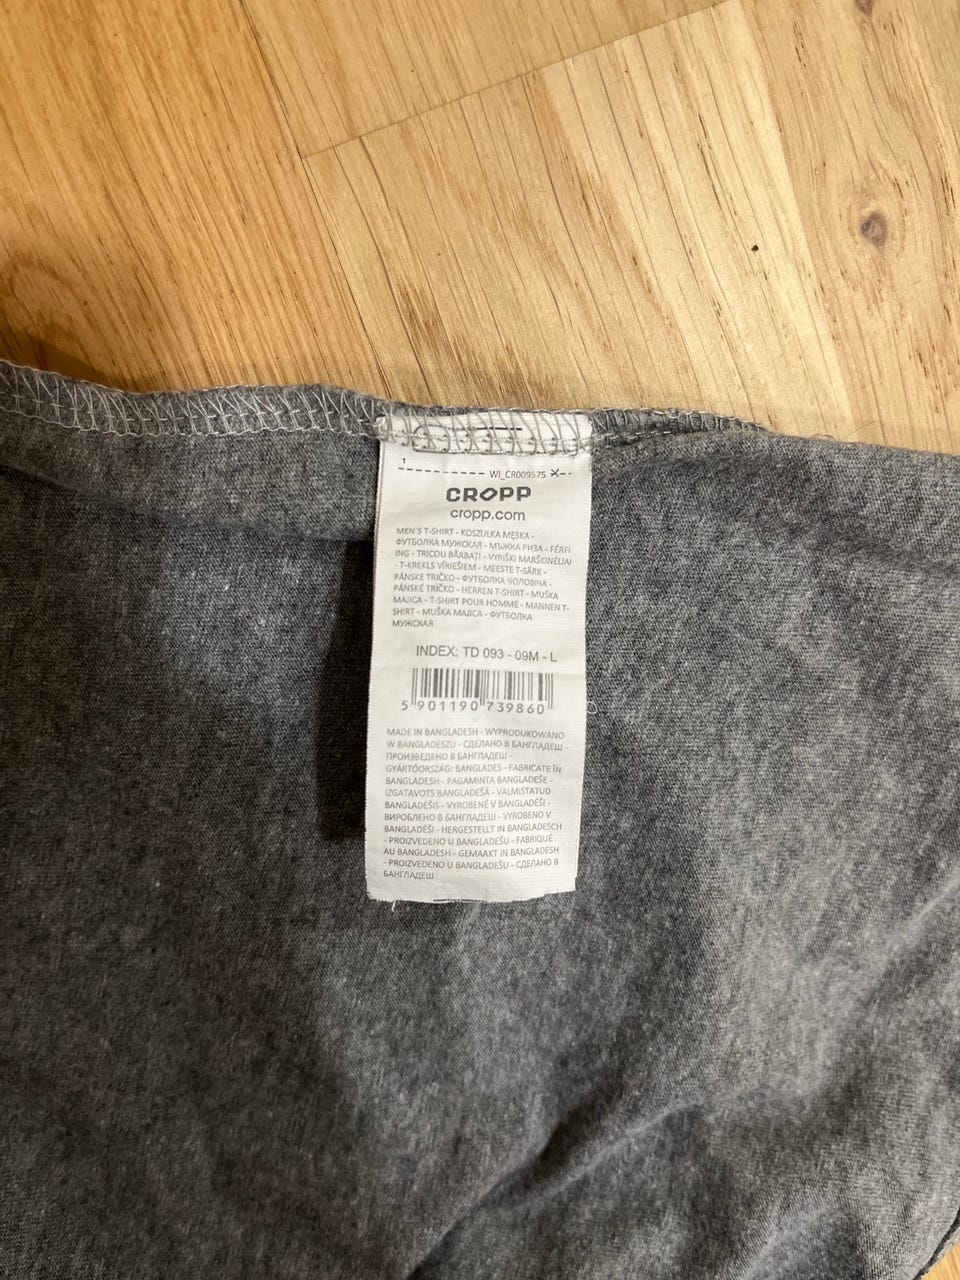 1
WI_CR009575
CROPP
cropp.com
MEN'S T-SHIRT - KOSZULKA MĘSKA -
ФУТБОЛКА МУЖСКАЯ - МЪЖКА РИЗА - FÉRFI
ING - TRICOU BĂRBAȚI - VYRIŠKI MARŠKINĖLIAI
- T-KREKLS VĪRIEŠIEM - MEESTE T-SÄRK -
PÁNSKE TRIČKO - ФУТБОЛКА ЧОЛОВІЧА -
PÁNSKÉ TRIČKO - HERREN T-SHIRT - MUŠKA
MAJICA - T-SHIRT POUR HOMME - MANNEN T-
SHIRT - MUŠKA MAJICA - ФУТБОЛКА
МУЖСКАЯ
INDEX: TD 093 - 09M - L
5 901190 739860
MADE IN BANGLADESH - WYPRODUKOWANO
W BANGLADESZU - СДЕЛАНО В БАНГЛАДЕШ -
ПРОИЗВЕДЕНО В БАНГЛАДЕШ -
GYÁRTÓORSZÁG: BANGLADES - FABRICATE ÎN
BANGLADESH - PAGAMINTA BANGLADEŠE -
IZGATAVOTS BANGLADEŠĀ - VALMISTATUD
BANGLADEŠIS - VYROBENÉ V BANGLADÉŠI -
ВИРОБЛЕНО В БАНГЛАДЕШ - VYROBENO V
BANGLADÉŠI - HERGESTELLT IN BANGLADESCH
- PROIZVEDENO U BANGLADEŠU - FABRIQUÉ
AU BANGLADESH - GEMAAKT IN BANGLADESH
- PROIZVEDENO U BANGLADEŠU - СДЕЛАНО В
БАНГЛАДЕШ